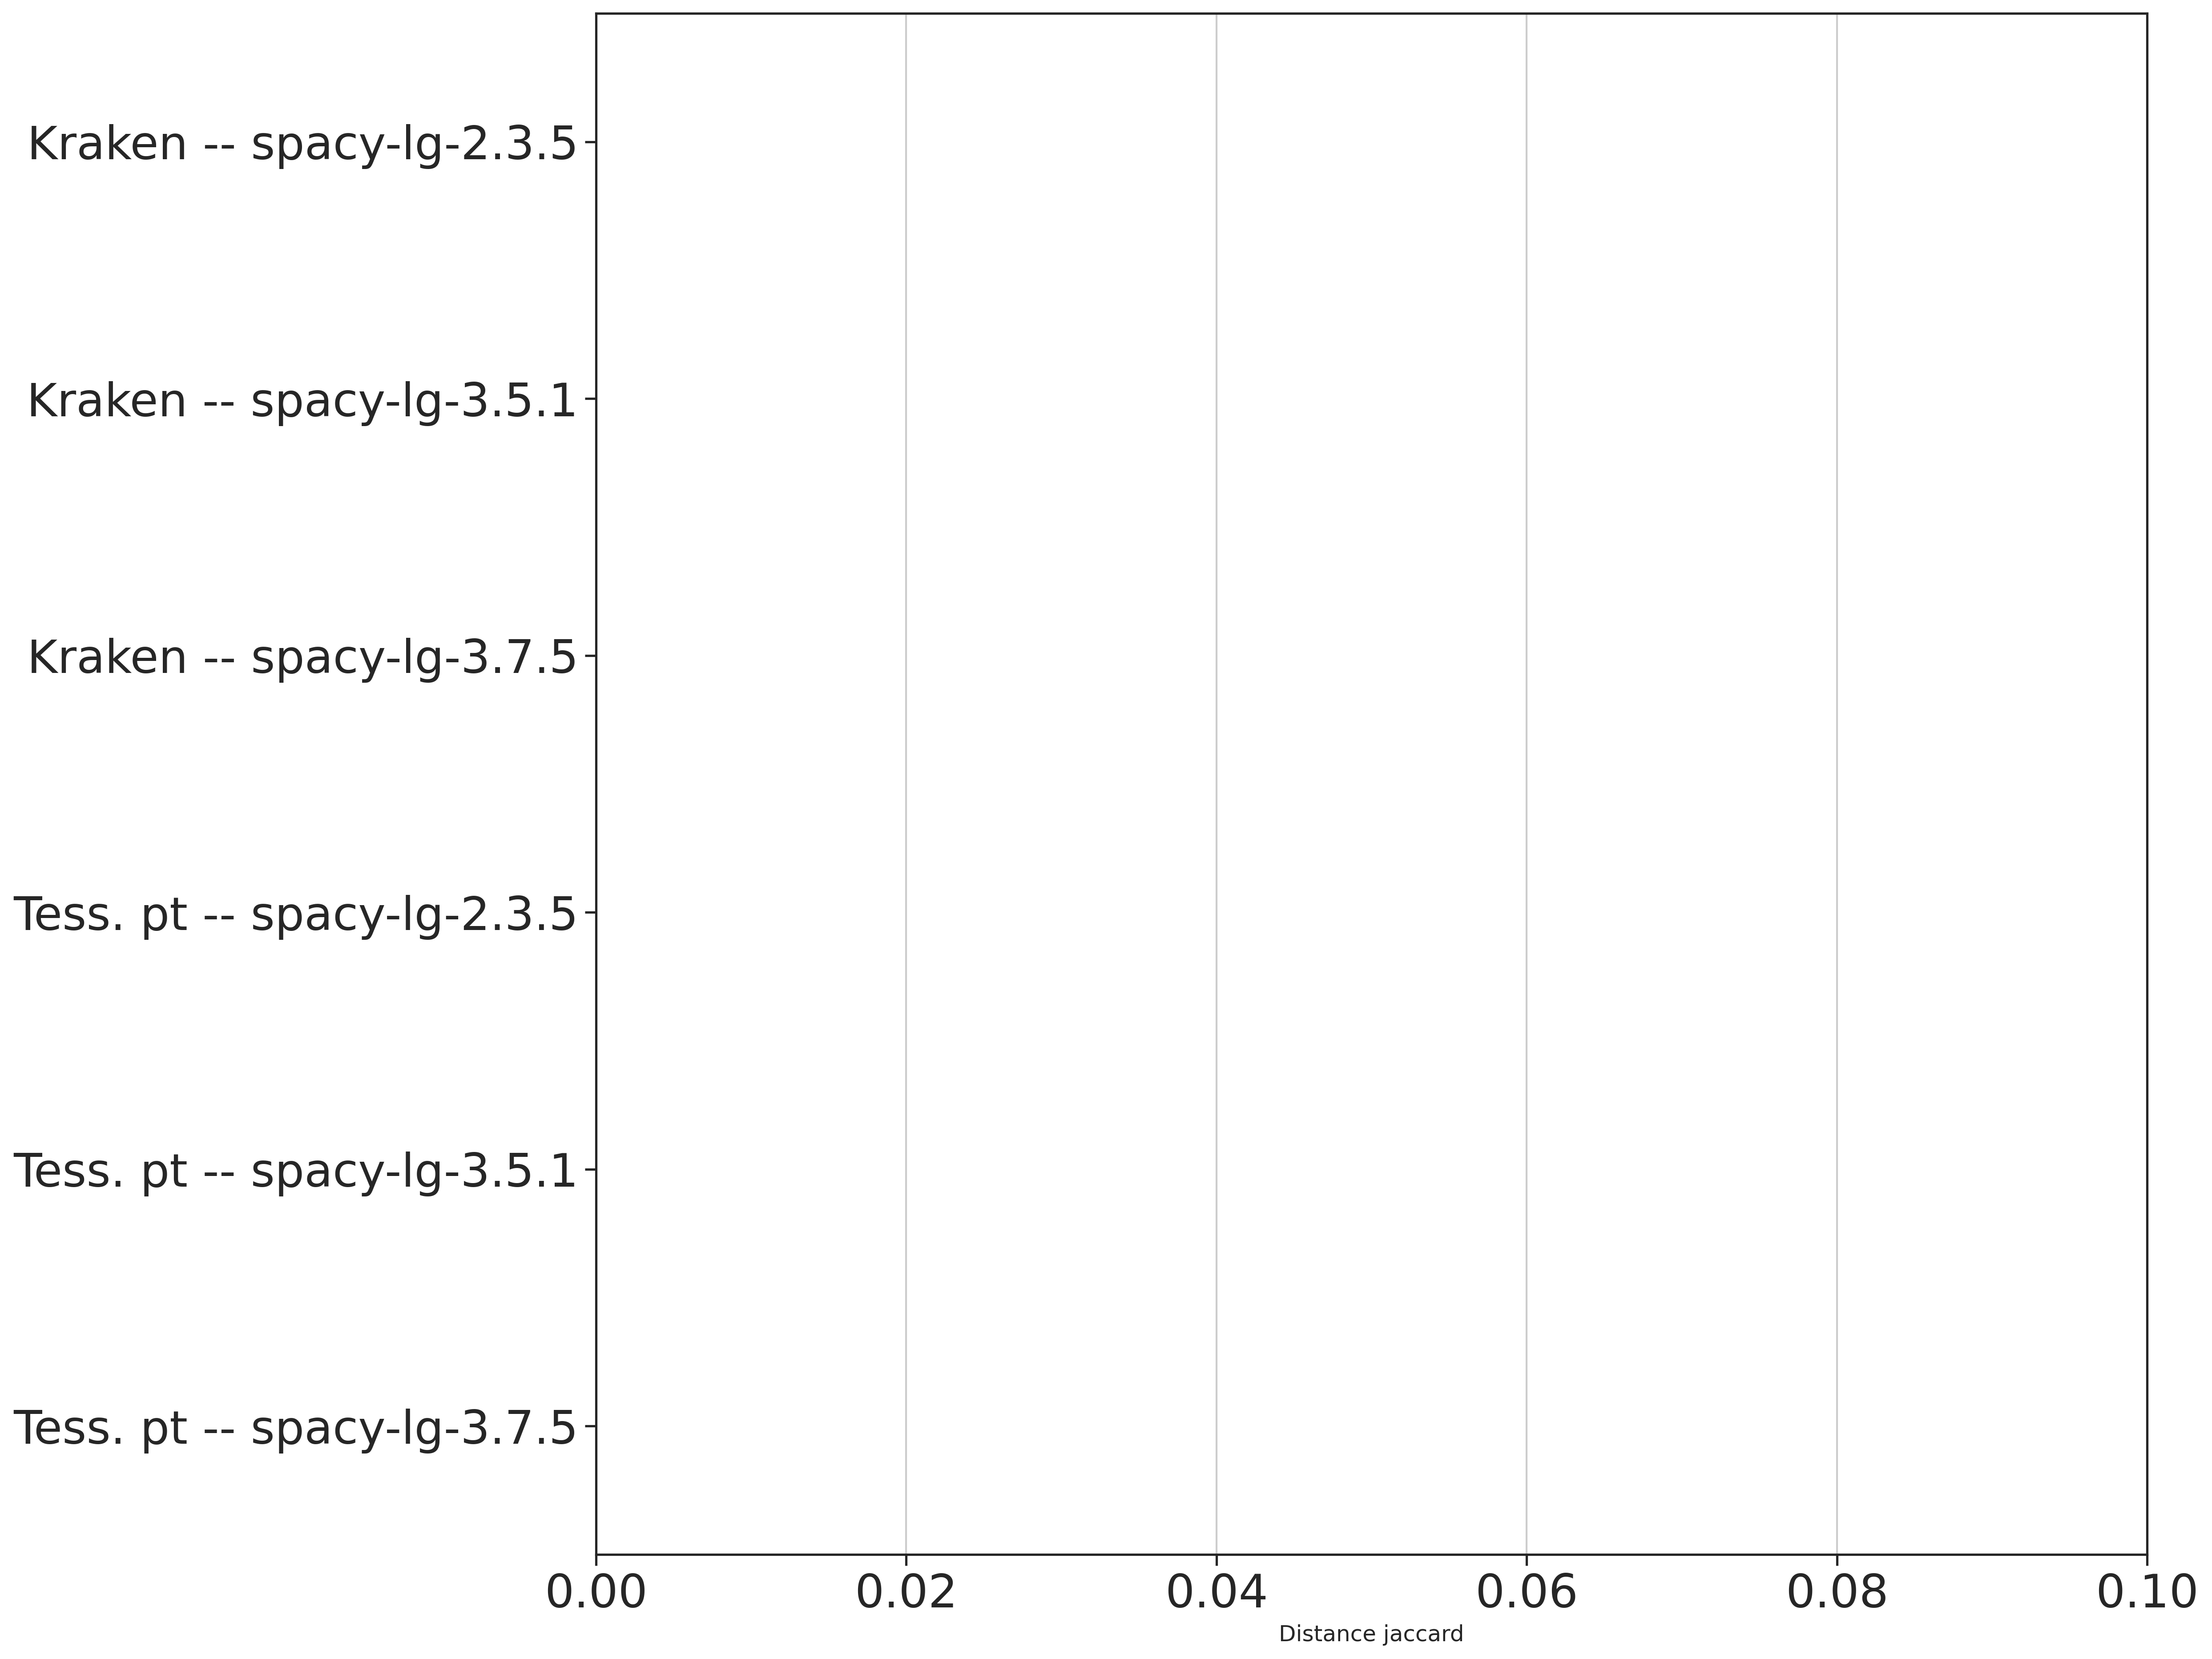 Kraken -- spacy-lg-2.3.5
Kraken -- spacy-lg-3.5.1
Kraken -- spacy-lg-3.7.5
Tess. pt -- spacy-lg-2.3.5
Tess. pt -- spacy-lg-3.5.1
Tess. pt -- spacy-lg-3.7.5
0.00 0.02 0.04 0.06 0.08 0.10
Distance jaccard